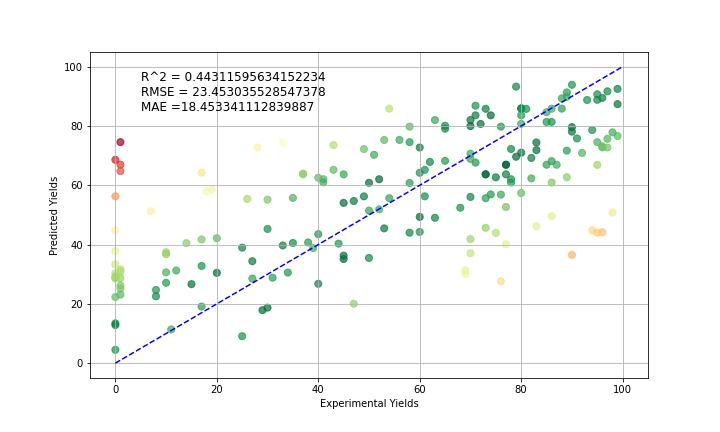 R^2 = 0.44311595634152234
RMSE = 23.453035528547378
MAE =18.453341112839887
100
80
60
40
20
0
Predicted Yields
0 20 40 60 80 100
Experimental Yields